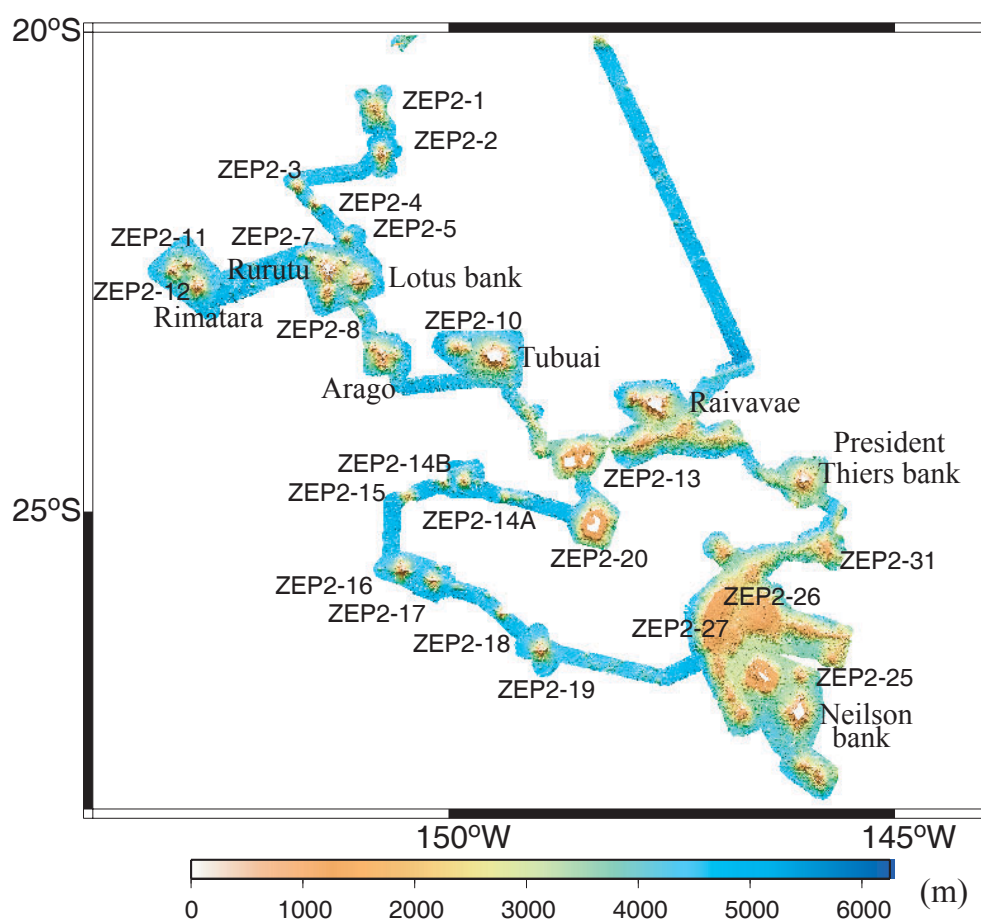 20°S
ZEP2-1
ZEP2-2
ZEP2-3
ZEP2-4
ZEP2-5
ZEP2-7
ZEP2-11
Rurutu
Lotus bank
ZEP2-12
Rimatara
ZEP2-8
ZEP2-10
Tubuai
Arago
Raivavae
President
Thiers bank
ZEP2-14B
ZEP2-13
ZEP2-15
25°S
ZEP2-14A
ZEP2-20
ZEP2-31
ZEP2-16
ZEP2-26
ZEP2-17
ZEP2-27
ZEP2-18
ZEP2-25
ZEP2-19
Neilson
bank
150°W
145°W
(m)
0 1000 2000 3000 4000 5000 6000